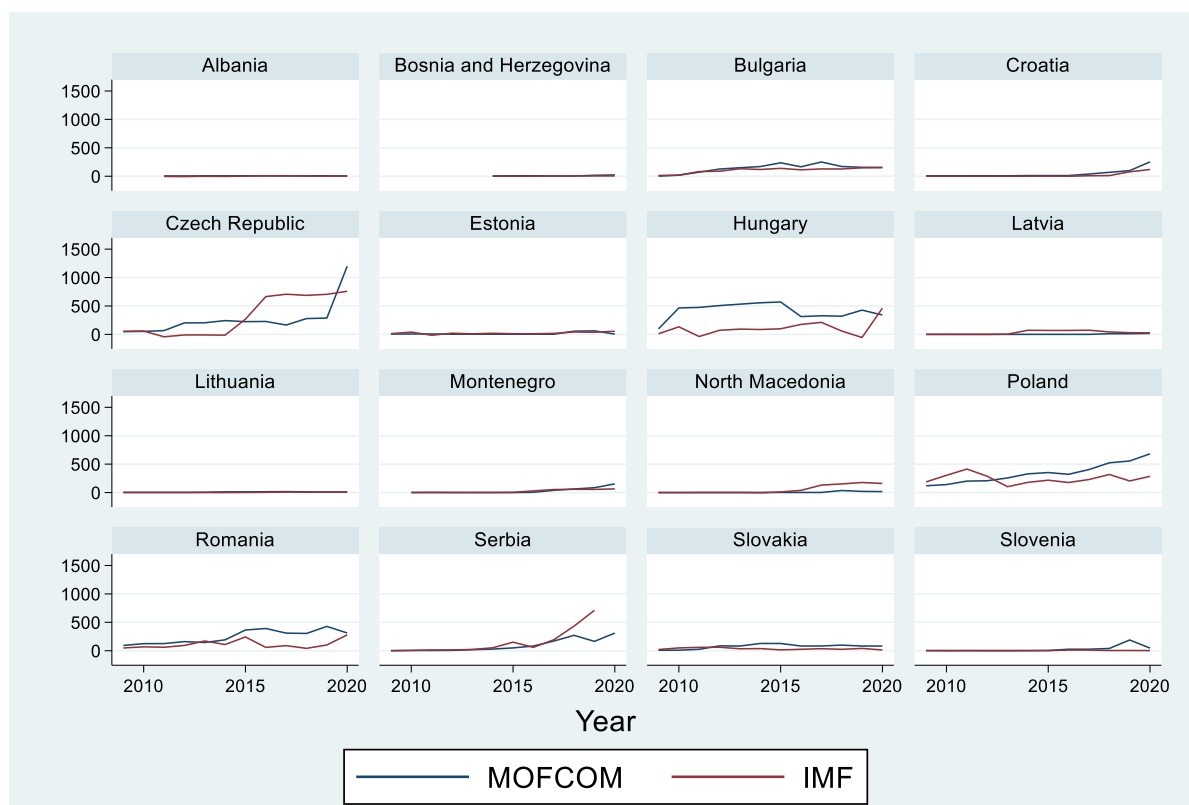 Albania Bosnia and Herzegovina Bulgaria Croatia
1500
1000
500
0
Czech Republic Estonia Hungary Latvia
1500
1000
500
0
Lithuania Montenegro North Macedonia Poland
1500
1000
500
0
Romania Serbia Slovakia Slovenia
1500
1000
500
0
2010 2015 2020 2010 2015 2020 2010 2015 2020 2010 2015 2020
Year
MOFCOM IMF